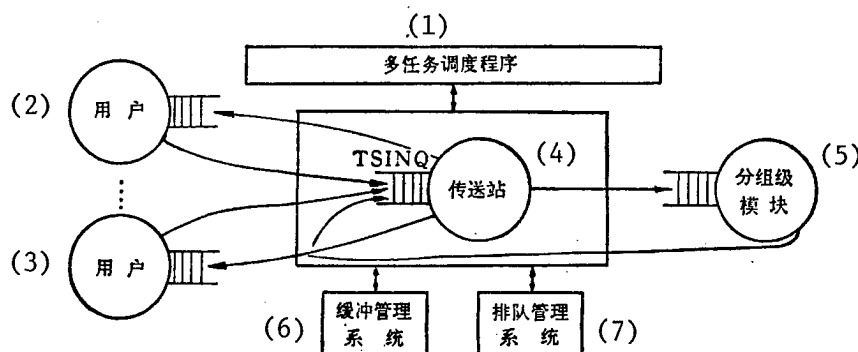 (1)
多任务调度程序
(2)
用 户
TSINQ
(4)
传送站
(5)
分组级
模 块
(3)
用 户
(6)
缓冲管理
系 统
排队管理
系 统
(7)